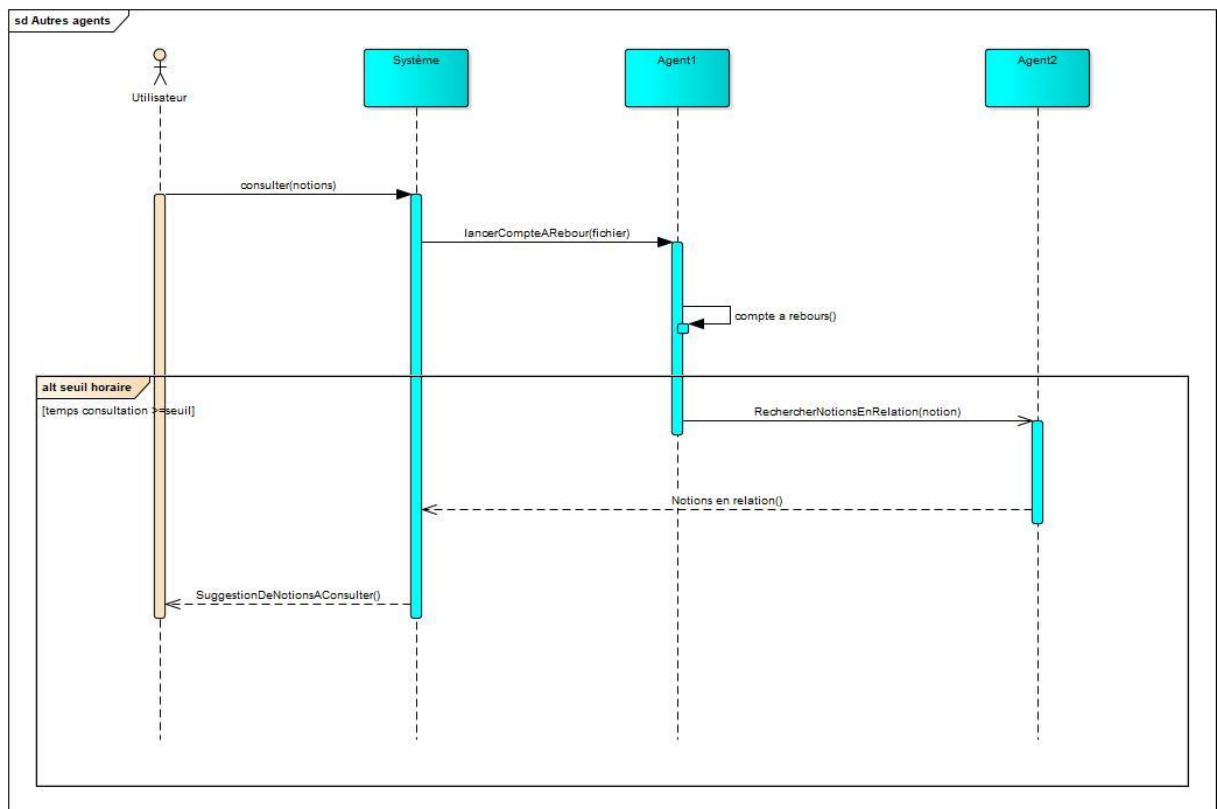 sd Autres agents
Utilisateur
Système
Agent1
Agent2
consulter(notions)
lancerCompteARebour(fichier)
compte a rebours()
alt seuil horaire
[temps consultation >=seuil]
RechercherNotionsEnRelation(notion)
Notions en relation()
SuggestionDeNotionsAConsulter()